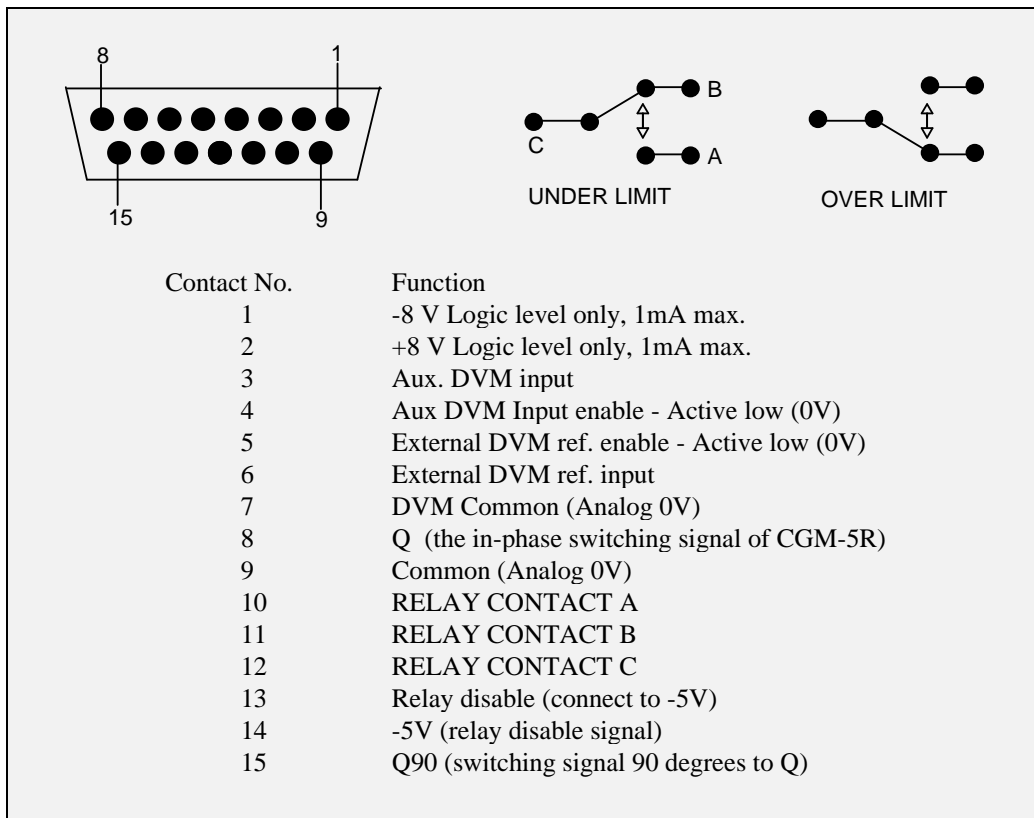 8 1
B
C
A
UNDER LIMIT OVER LIMIT
15 9
Contact No. Function
1 -8 V Logic level only, 1mA max.
2 +8 V Logic level only, 1mA max.
3 Aux. DVM input
4 Aux DVM Input enable - Active low (0V)
5 External DVM ref. enable - Active low (0V)
6 External DVM ref. input
7 DVM Common (Analog 0V)
8 Q (the in-phase switching signal of CGM-5R)
9 Common (Analog 0V)
10 RELAY CONTACT A
11 RELAY CONTACT B
12 RELAY CONTACT C
13 Relay disable (connect to -5V)
14 -5V (relay disable signal)
15 Q90 (switching signal 90 degrees to Q)